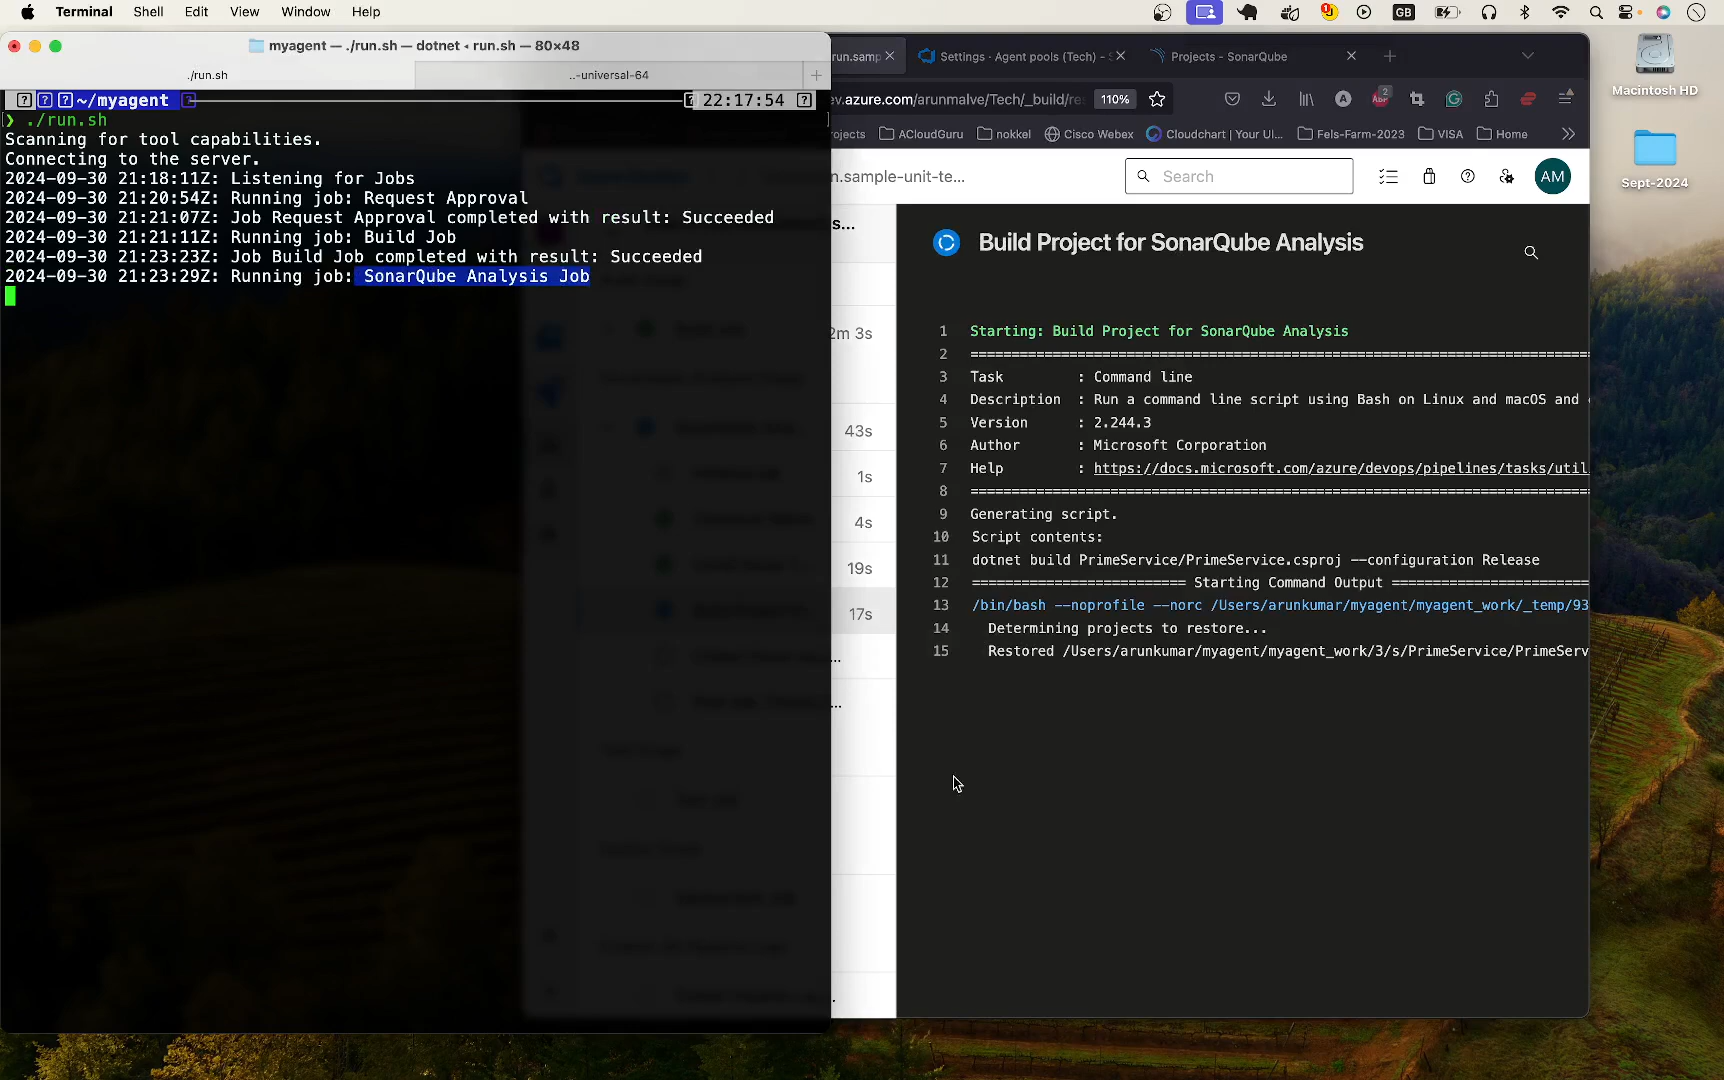 Terminal Shell Edit View Window Help
GB
myagent — ./run.sh — dotnet ◂ run.sh — 80×48
./run.sh
..-universal-64
~/myagent 22:17:54
❯ ./run.sh
Scanning for tool capabilities.
Connecting to the server.
2024-09-30 21:18:11Z: Listening for Jobs
2024-09-30 21:20:54Z: Running job: Request Approval
2024-09-30 21:21:07Z: Job Request Approval completed with result: Succeeded
2024-09-30 21:21:11Z: Running job: Build Job
2024-09-30 21:23:23Z: Job Build Job completed with result: Succeeded
2024-09-30 21:23:29Z: Running job: SonarQube Analysis Job
run.samp
Settings · Agent pools (Tech) – S
Projects - SonarQube
ev.azure.com/arunmalve/Tech/_build/re
110%
2
rojects ACloudGuru nokkel Cisco Webex Cloudchart | Your UI... Fels-Farm-2023 VISA Home
n.sample-unit-te...
Search
AM
s...
2m 3s
43s
1s
4s
19s
17s
...
...
Build Project for SonarQube Analysis
1 Starting: Build Project for SonarQube Analysis
2 ==============================================================================
3 Task : Command line
4 Description : Run a command line script using Bash on Linux and macOS and
5 Version : 2.244.3
6 Author : Microsoft Corporation
7 Help : https://docs.microsoft.com/azure/devops/pipelines/tasks/util
8 ==============================================================================
9 Generating script.
10 Script contents:
11 dotnet build PrimeService/PrimeService.csproj --configuration Release
12 ========================== Starting Command Output ===========================
13 /bin/bash --noprofile --norc /Users/arunkumar/myagent/myagent_work/_temp/93
14 Determining projects to restore...
15 Restored /Users/arunkumar/myagent/myagent_work/3/s/PrimeService/PrimeServ
Macintosh HD
Sept-2024